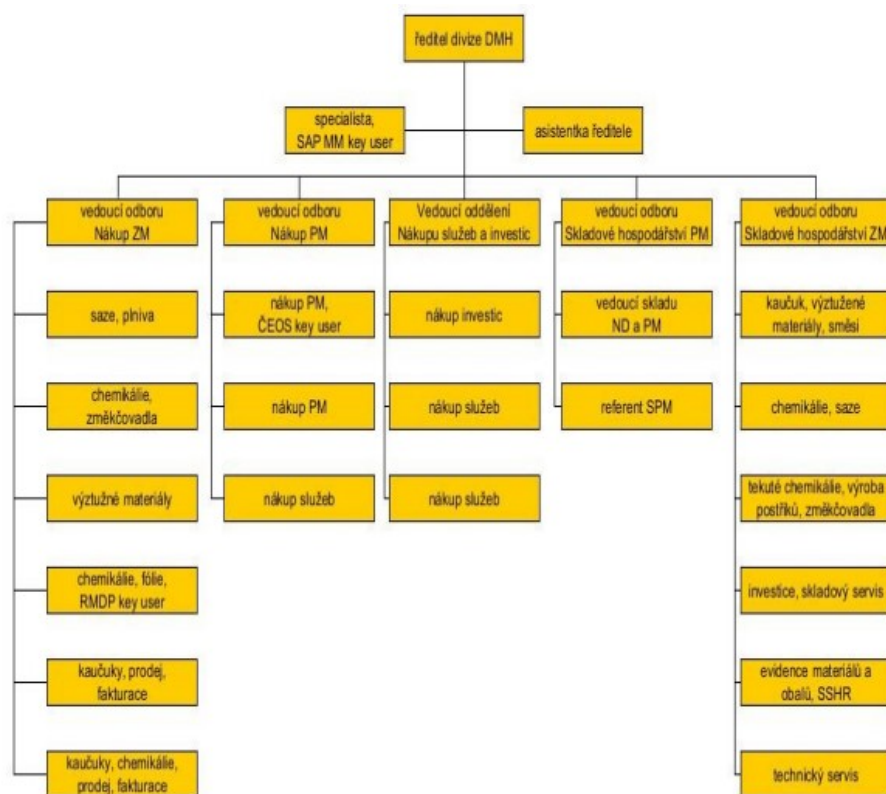 ředitel divize DMH
specialista,
SAP MM key user
asistentka ředitele
vedoucí odboru
Nákup ZM
vedoucí odboru
Nákup PM
Vedoucí oddělení
Nákupu služeb a investic
vedoucí odboru
Skladové hospodářství PM
vedoucí odboru
Skladové hospodářství ZM
saze, plniva
nákup PM,
ČEOS key user
nákup investic
vedoucí skladu
ND a PM
kaučuk, výztužené
materiály, směsi
chemikálie,
změkčovadla
nákup PM
nákup služeb
referent SPM
chemikálie, saze
výztužné materiály
nákup služeb
nákup služeb
tekuté chemikálie, výroba
postřiků, změkčovadla
chemikálie, fólie,
RMDP key user
investice, skladový servis
kaučuky, prodej,
fakturace
evidence materiálů a
obalů, SSHR
kaučuky, chemikálie,
prodej, fakturace
technický servis